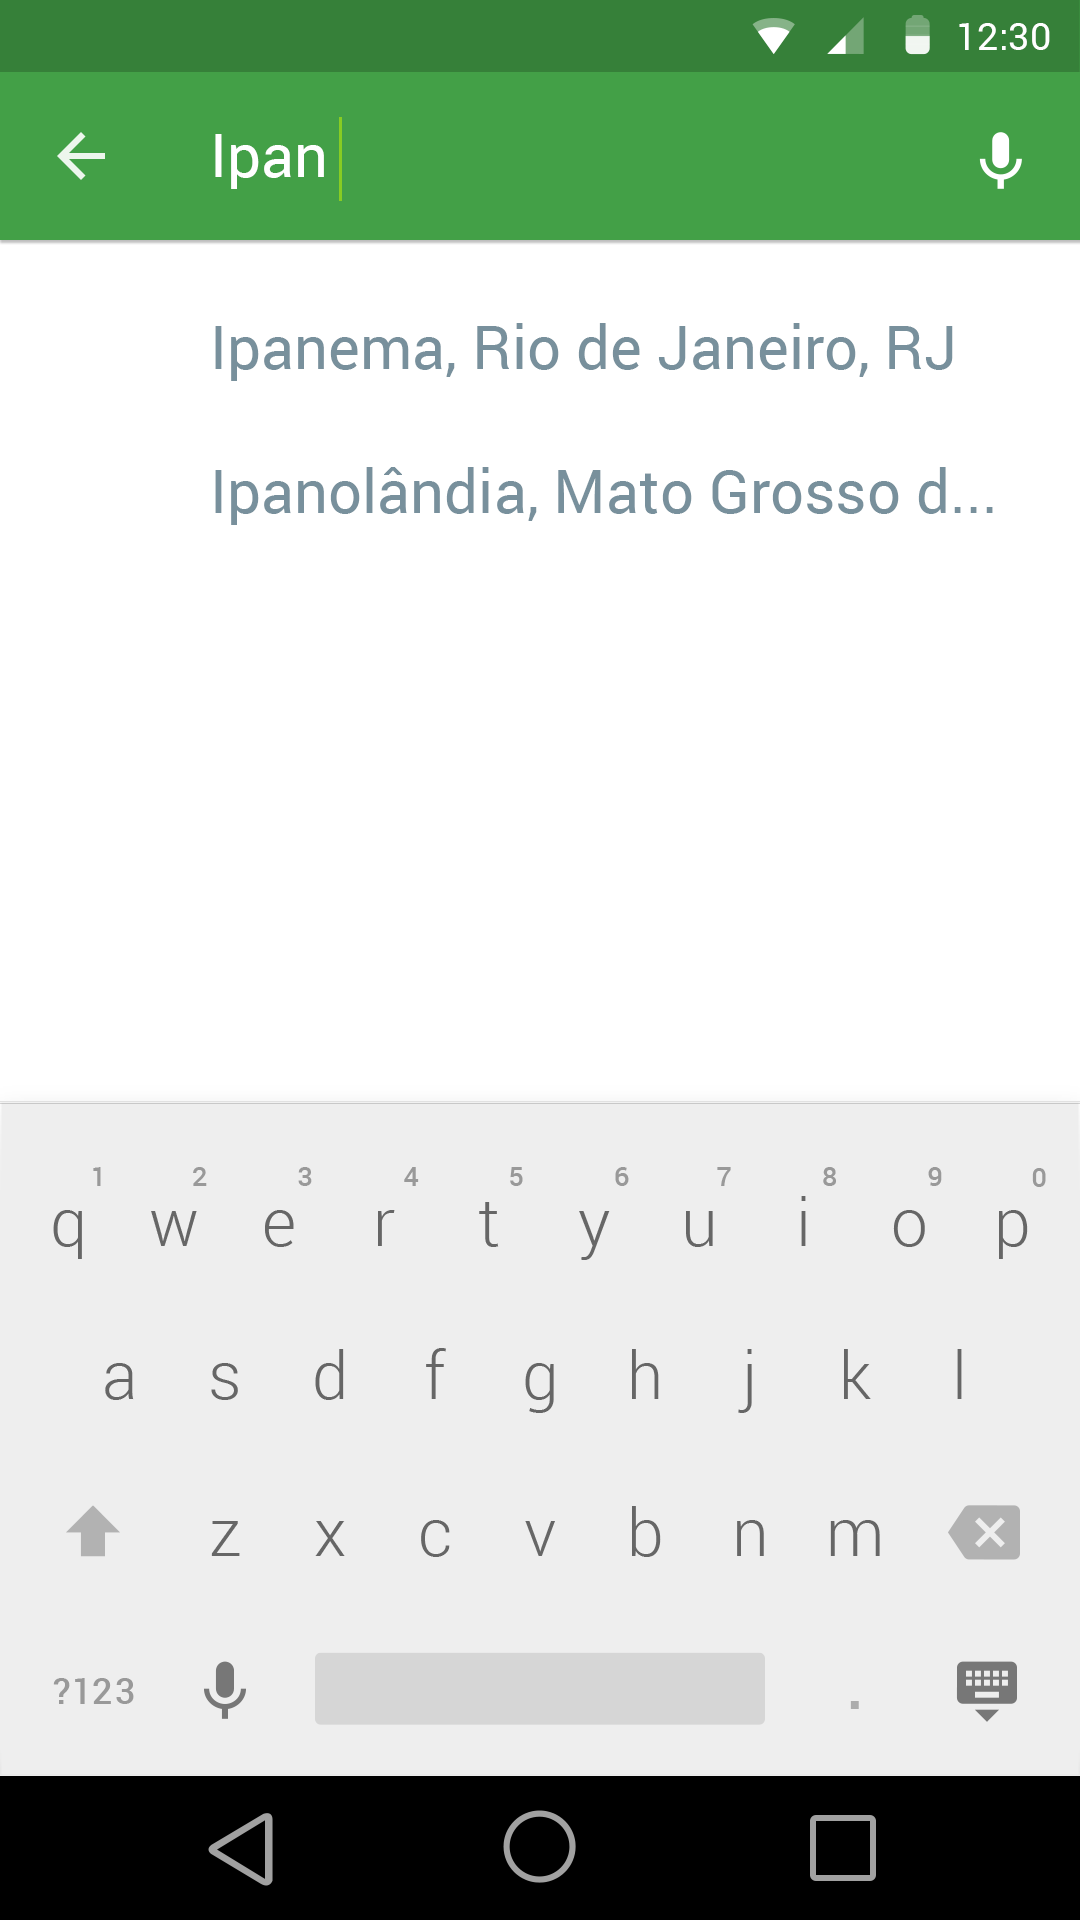 12:30
Ipan
Ipanema, Rio de Janeiro, RJ
Ipanolândia, Mato Grosso d...
1 2 3 4 5 6 7 8 9 0
q w e r t y u i o p
a s d f g h j k l
z x c v b n m
?123 .